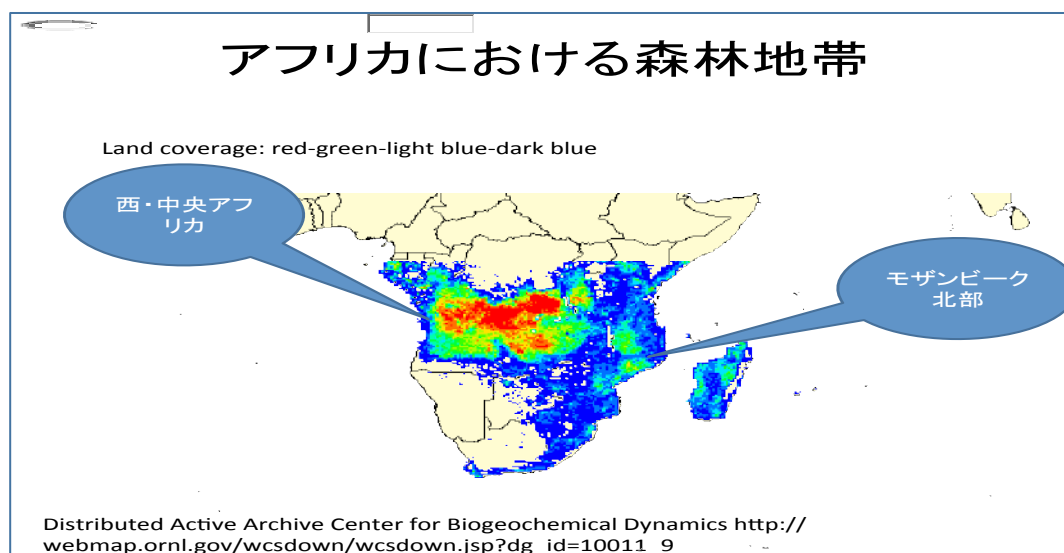 アフリカにおける森林地帯
Land coverage: red-green-light blue-dark blue
西・中央アフ
リカ
モザンビーク
北部
Distributed Active Archive Center for Biogeochemical Dynamics http://
webmap.ornl.gov/wcsdown/wcsdown.jsp?dg_id=10011_9